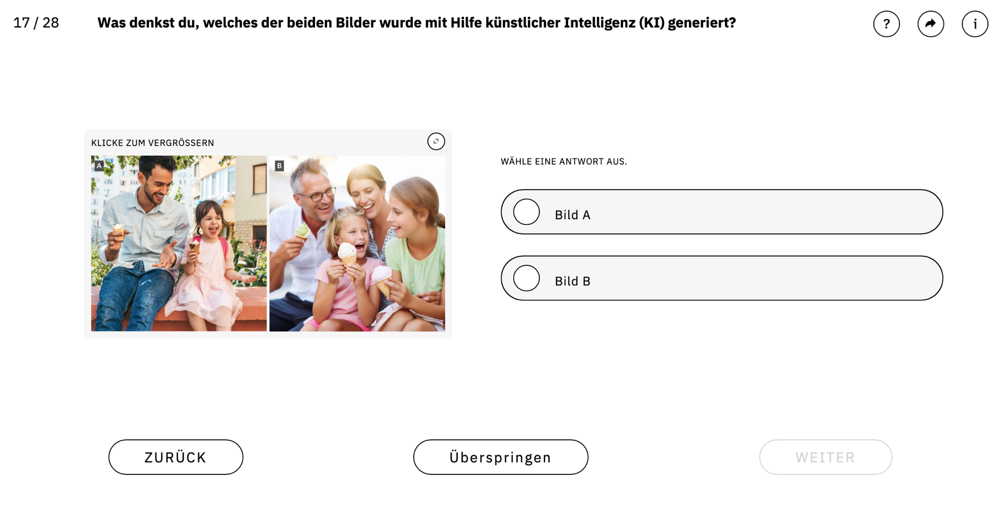 17 / 28
Was denkst du, welches der beiden Bilder wurde mit Hilfe künstlicher Intelligenz (KI) generiert?
?
i
KLICKE ZUM VERGRÖSSERN
A
B
WÄHLE EINE ANTWORT AUS.
Bild A
Bild B
ZURÜCK
Überspringen
WEITER